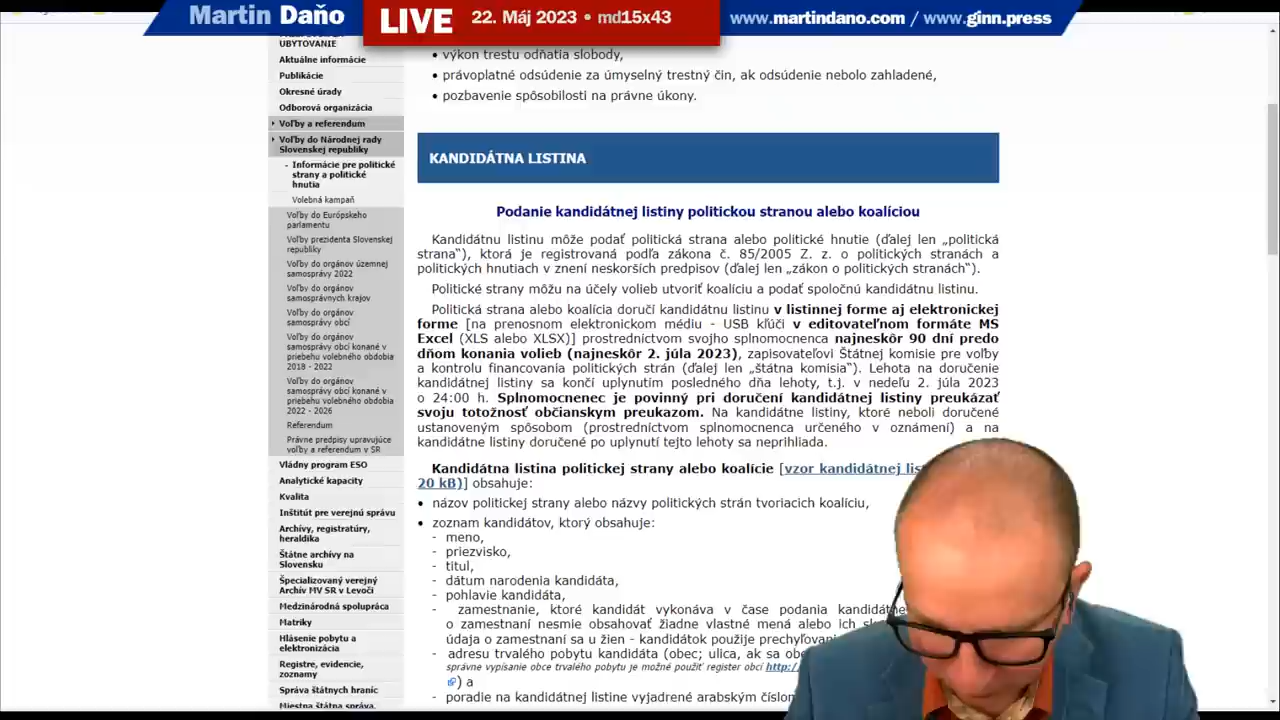 Martin Daňo
LIVE
22. Máj 2023 • md15x43
www.martindano.com / www.ginn.press
UBYTOVANIE
Aktuálne informácie
Publikácie
Okresné úrady
Odborová organizácia
Voľby a referendum
Voľby do Národnej rady
Slovenskej republiky
- Informácie pre politické
strany a politické
hnutia
Volebná kampaň
Voľby do Európskeho
parlamentu
Voľby prezidenta Slovenskej
republiky
Voľby do orgánov územnej
samosprávy 2022
Voľby do orgánov
samosprávnych krajov
Voľby do orgánov
samosprávy obcí
Voľby do orgánov
samosprávy obcí konané v
priebehu volebného obdobia
2018 - 2022
Voľby do orgánov
samosprávy obcí konané v
priebehu volebného obdobia
2022 - 2026
Referendum
Právne predpisy upravujúce
voľby a referendum v SR
Vládny program ESO
Analytické kapacity
Kvalita
Inštitút pre verejnú správu
Archívy, registratúry,
heraldika
Štátne archívy na
Slovensku
Špecializovaný verejný
Archív MV SR v Levoči
Medzinárodná spolupráca
Matriky
Hlásenie pobytu a
elektronizácia
Registre, evidencie,
zoznamy
Správa štátnych hraníc
Miestna štátna správa,
• výkon trestu odňatia slobody,
• právoplatné odsúdenie za úmyselný trestný čin, ak odsúdenie nebolo zahladené,
• pozbavenie spôsobilosti na právne úkony.
KANDIDÁTNA LISTINA
Podanie kandidátnej listiny politickou stranou alebo koalíciou
Kandidátnu listinu môže podať politická strana alebo politické hnutie (ďalej len „politická
strana“), ktorá je registrovaná podľa zákona č. 85/2005 Z. z. o politických stranách a
politických hnutiach v znení neskorších predpisov (ďalej len „zákon o politických stranách“).
Politické strany môžu na účely volieb utvoriť koalíciu a podať spoločnú kandidátnu listinu.
Politická strana alebo koalícia doručí kandidátnu listinu v listinnej forme aj elektronickej
forme [na prenosnom elektronickom médiu - USB kľúči v editovateľnom formáte MS
Excel (XLS alebo XLSX)] prostredníctvom svojho splnomocnenca najneskôr 90 dní predo
dňom konania volieb (najneskôr 2. júla 2023), zapisovateľovi Štátnej komisie pre voľby
a kontrolu financovania politických strán (ďalej len „štátna komisia“). Lehota na doručenie
kandidátnej listiny sa končí uplynutím posledného dňa lehoty, t.j. v nedeľu 2. júla 2023
o 24:00 h. Splnomocnenec je povinný pri doručení kandidátnej listiny preukázať
svoju totožnosť občianskym preukazom. Na kandidátne listiny, ktoré neboli doručené
ustanoveným spôsobom (prostredníctvom splnomocnenca určeného v oznámení) a na
kandidátne listiny doručené po uplynutí tejto lehoty sa neprihliada.
Kandidátna listina politickej strany alebo koalície [vzor kandidátnej
20 kB)] obsahuje:
• názov politickej strany alebo názvy politických strán tvoriacich koalíciu,
• zoznam kandidátov, ktorý obsahuje:
- meno,
- priezvisko,
- titul,
- dátum narodenia kandidáta,
- pohlavie kandidáta,
- zamestnanie, ktoré kandidát vykonáva v čase podania
o zamestnaní nesmie obsahovať žiadne vlastné mená alebo ich
údaja o zamestnaní sa u žien - kandidátok použije
- adresu trvalého pobytu kandidáta (obec; ulica, ak sa
správne vypísanie obce trvalého pobytu je možné použiť register obcí http:/
) a
- poradie na kandidátnej listine vyjadrené arabským